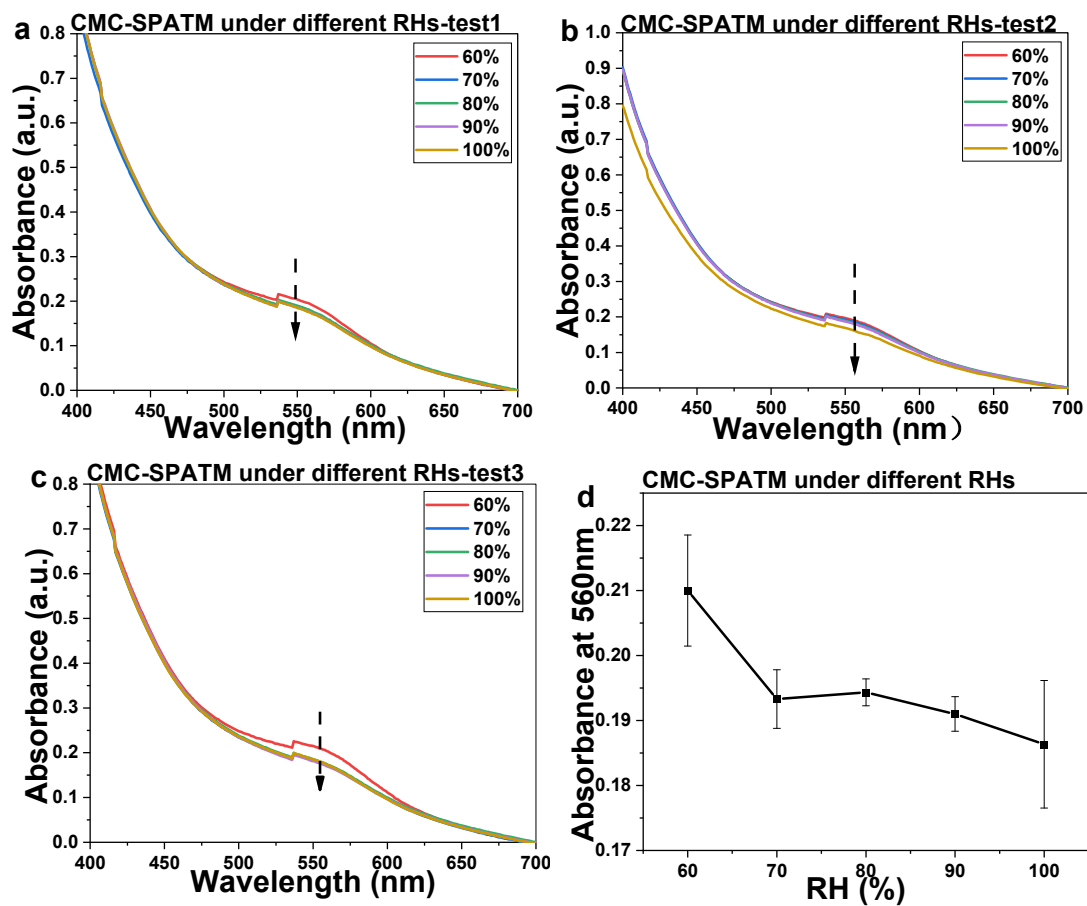 a CMC-SPATM under different RHs-test1
Absorbance (a.u.)
0.8
0.7
0.6
0.5
0.4
0.3
0.2
0.1
0.0
60%
70%
80%
90%
100%
400 450 500 550 600 650 700
Wavelength (nm)
b CMC-SPATM under different RHs-test2
Absorbance (a.u.)
1.0
0.9
0.8
0.7
0.6
0.5
0.4
0.3
0.2
0.1
0.0
60%
70%
80%
90%
100%
400 450 500 550 600 650 700
Wavelength (nm）
c CMC-SPATM under different RHs-test3
Absorbance (a.u.)
0.8
0.7
0.6
0.5
0.4
0.3
0.2
0.1
0.0
60%
70%
80%
90%
100%
400 450 500 550 600 650 700
Wavelength (nm)
CMC-SPATM under different RHs
d
Absorbance at 560nm
0.22
0.21
0.20
0.19
0.18
0.17
60 70 80 90 100
RH (%)